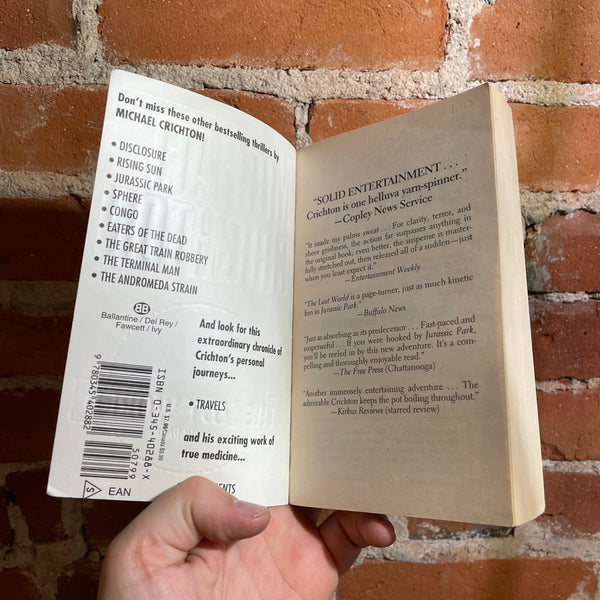 Don't miss these other bestselling thrillers by
MICHAEL CRICHTON!
• DISCLOSURE
• RISING SUN
• JURASSIC PARK
• SPHERE
• CONGO
• EATERS OF THE DEAD
• THE GREAT TRAIN ROBBERY
• THE TERMINAL MAN
• THE ANDROMEDA STRAIN
BB
Ballantine/Del Rey/
Fawcett/Ivy
And look for this
extraordinary chronicle of
Crichton's personal
journeys...
• TRAVELS
and his exciting work of
true medicine...
ENTS
ISBN 0-345-40288-X
9 780345 402882
50799
S EAN
"SOLID ENTERTAINMENT . . .
Crichton is one helluva yarn-spinner."
—Copley News Service
"It made my palms sweat . . . For clarity, terror, and
sheer gridiness, the action far surpasses anything in
the original book, even better, the suspense is master-
fully stretched out, then released all of a sudden—just
when you least expect it."
—Entertainment Weekly
"The Lost World is a page-turner, just as much kinetic
fun as Jurassic Park."
—Buffalo News
"Just as absorbing as its predecessor . . . Fast-paced and
suspenseful . . . If you were hooked by Jurassic Park,
you'll be reeled in by this new adventure. It's a com-
pelling and thoroughly enjoyable read."
—The Free Press (Chattanooga)
"Another immensely entertaining adventure . . . The
admirable Crichton keeps the pot boiling throughout."
—Kirkus Reviews (starred review)